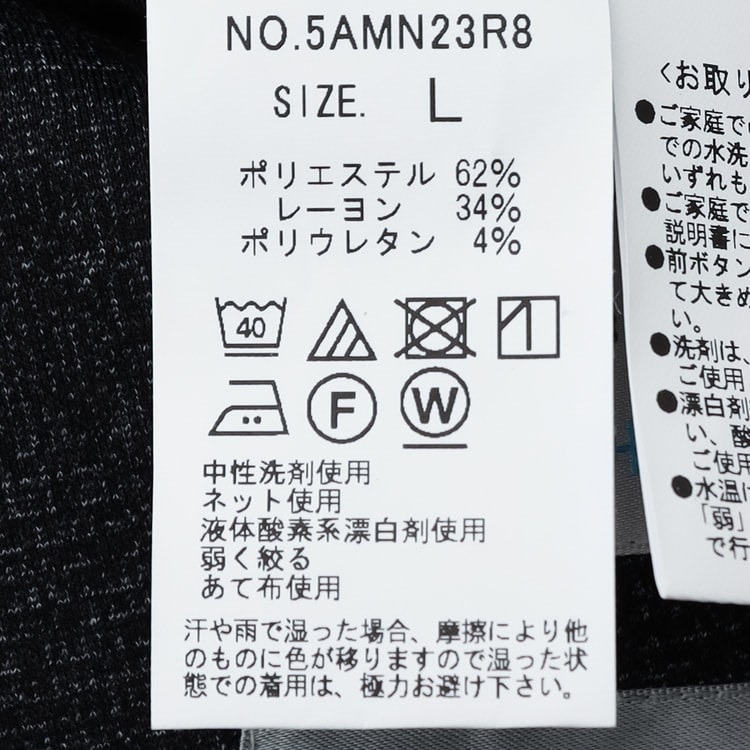 NO.5AMN23R8
SIZE. L
ポリエステル 62%
レーヨン 34%
ポリウレタン 4%
40
F W
中性洗剤使用
ネット使用
液体酸素系漂白剤使用
弱く絞る
あて布使用
汗や雨で湿った場合、摩擦により他
のものに色が移りますので湿った状
態での着用は、極力お避け下さい。
〈お取り
●ご家庭での
での水洗
いずれも
●ご家庭で
説明書に
●前ボタン
て大きめ
い。
●洗剤は、
ご使用
●漂白剤
い、酸
ご使用
●水温は
「弱」
で行